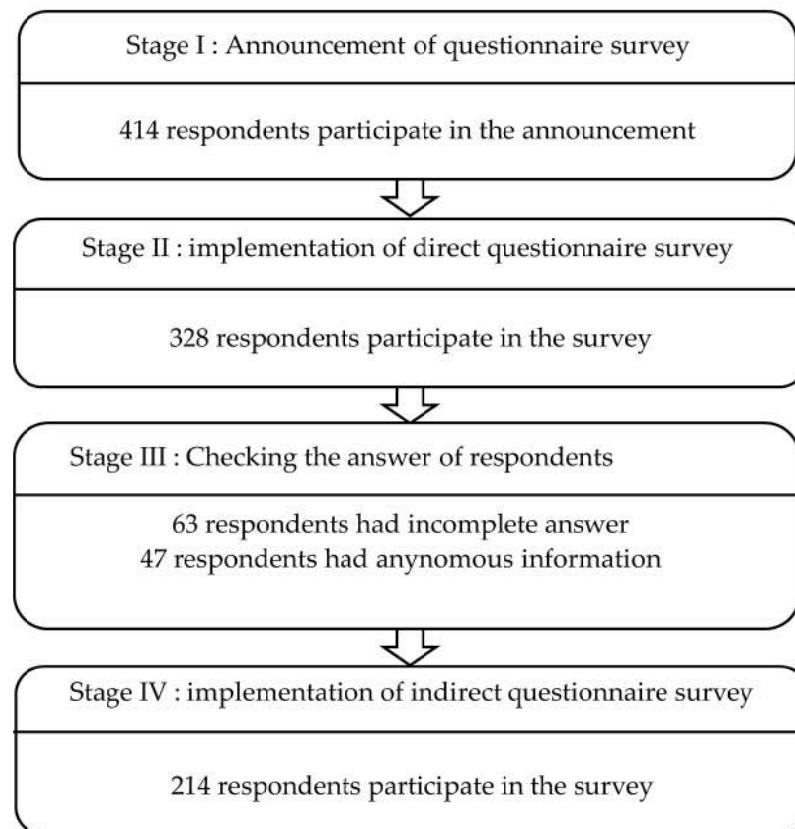 Stage I : Announcement of questionnaire survey
414 respondents participate in the announcement
Stage II : implementation of direct questionnaire survey
328 respondents participate in the survey
Stage III : Checking the answer of respondents
63 respondents had incomplete answer
47 respondents had anynomous information
Stage IV : implementation of indirect questionnaire survey
214 respondents participate in the survey